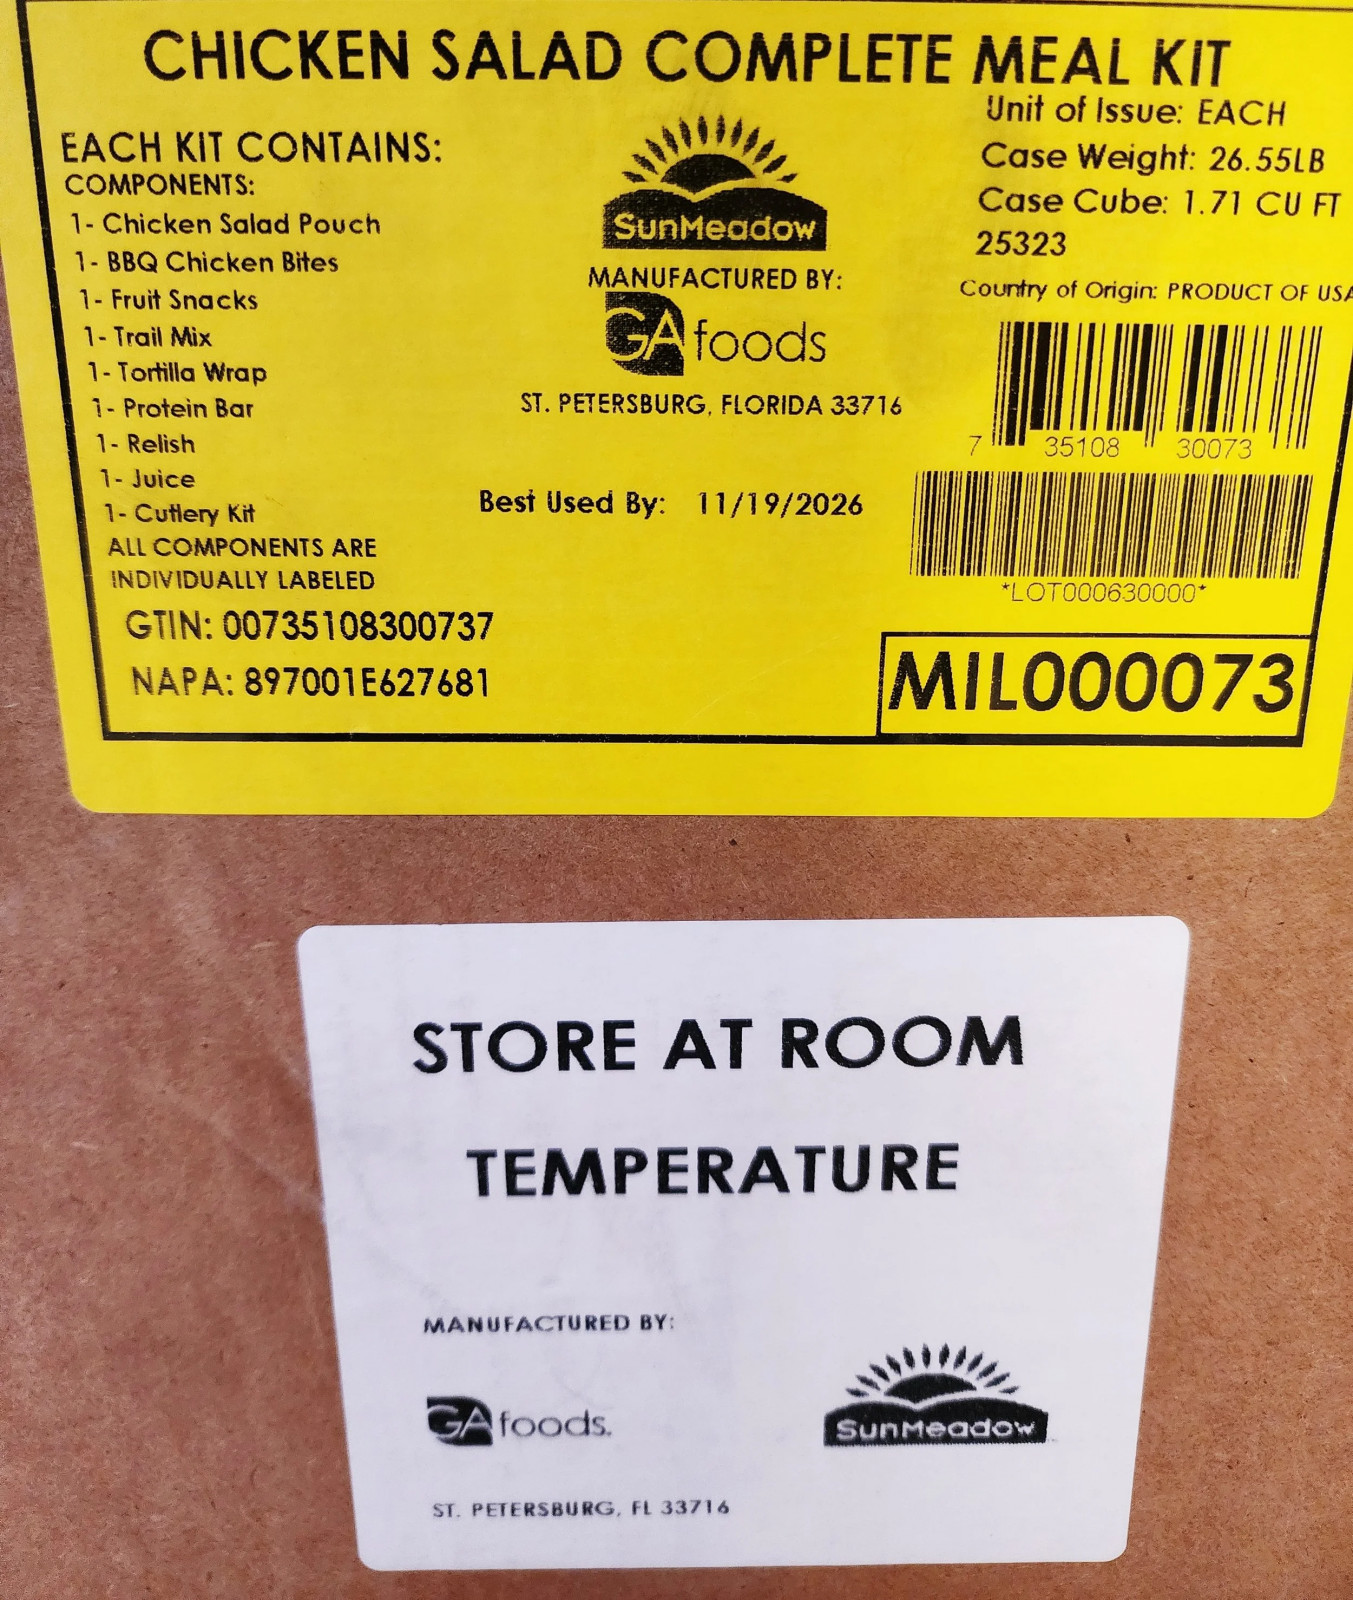 CHICKEN SALAD COMPLETE MEAL KIT
EACH KIT CONTAINS:
COMPONENTS:
1- Chicken Salad Pouch
1- BBQ Chicken Bites
1- Fruit Snacks
1- Trail Mix
1- Tortilla Wrap
1- Protein Bar
1- Relish
1- Juice
1- Cutlery Kit
ALL COMPONENTS ARE
INDIVIDUALLY LABELED
GTIN: 00735108300737
NAPA: 897001E627681
SunMeadow
MANUFACTURED BY:
GA foods
ST. PETERSBURG, FLORIDA 33716
Best Used By: 11/19/2026
Unit of Issue: EACH
Case Weight: 26.55LB
Case Cube: 1.71 CU FT
25323
Country of Origin: PRODUCT OF USA
7 35108 30073
*LOT000630000*
MIL000073
STORE AT ROOM
TEMPERATURE
MANUFACTURED BY:
GA foods.
SunMeadow
ST. PETERSBURG, FL 33716